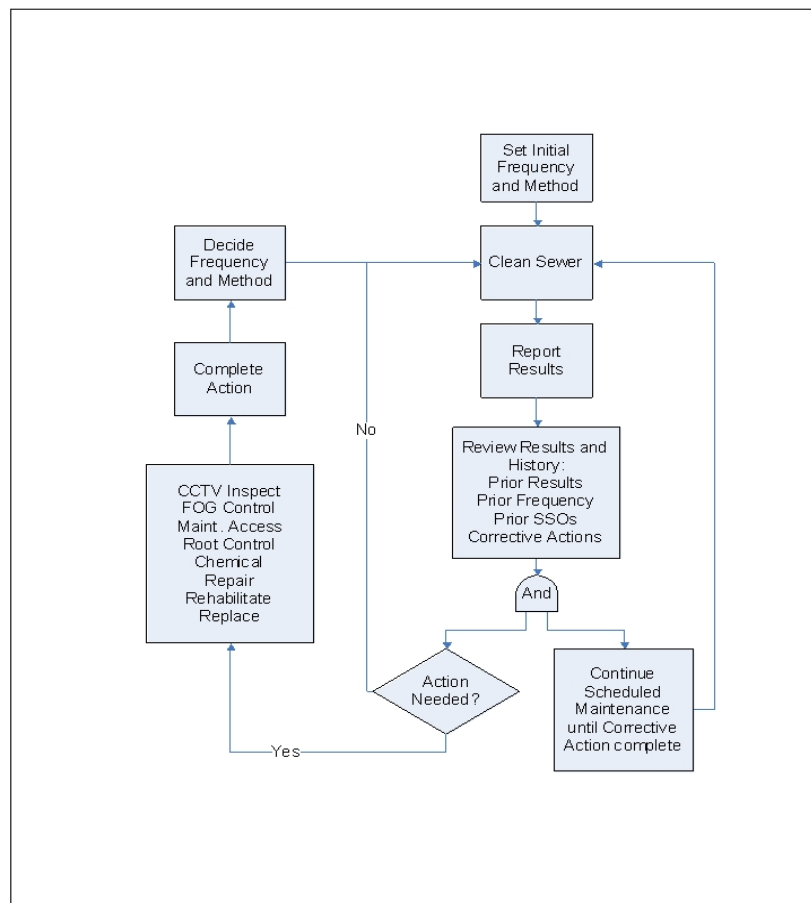 Set Initial
Frequency
and Method
Decide
Frequency
and Method
Clean Sewer
Complete
Action
Report
Results
No
Review Results and
History:
Prior Results
Prior Frequency
Prior SSOs
Corrective Actions
CCTV Inspect
FOG Control
Maint. Access
Root Control
Chemical
Repair
Rehabilitate
Replace
And
Action
Needed?
Continue
Scheduled
Maintenance
until Corrective
Action complete
Yes